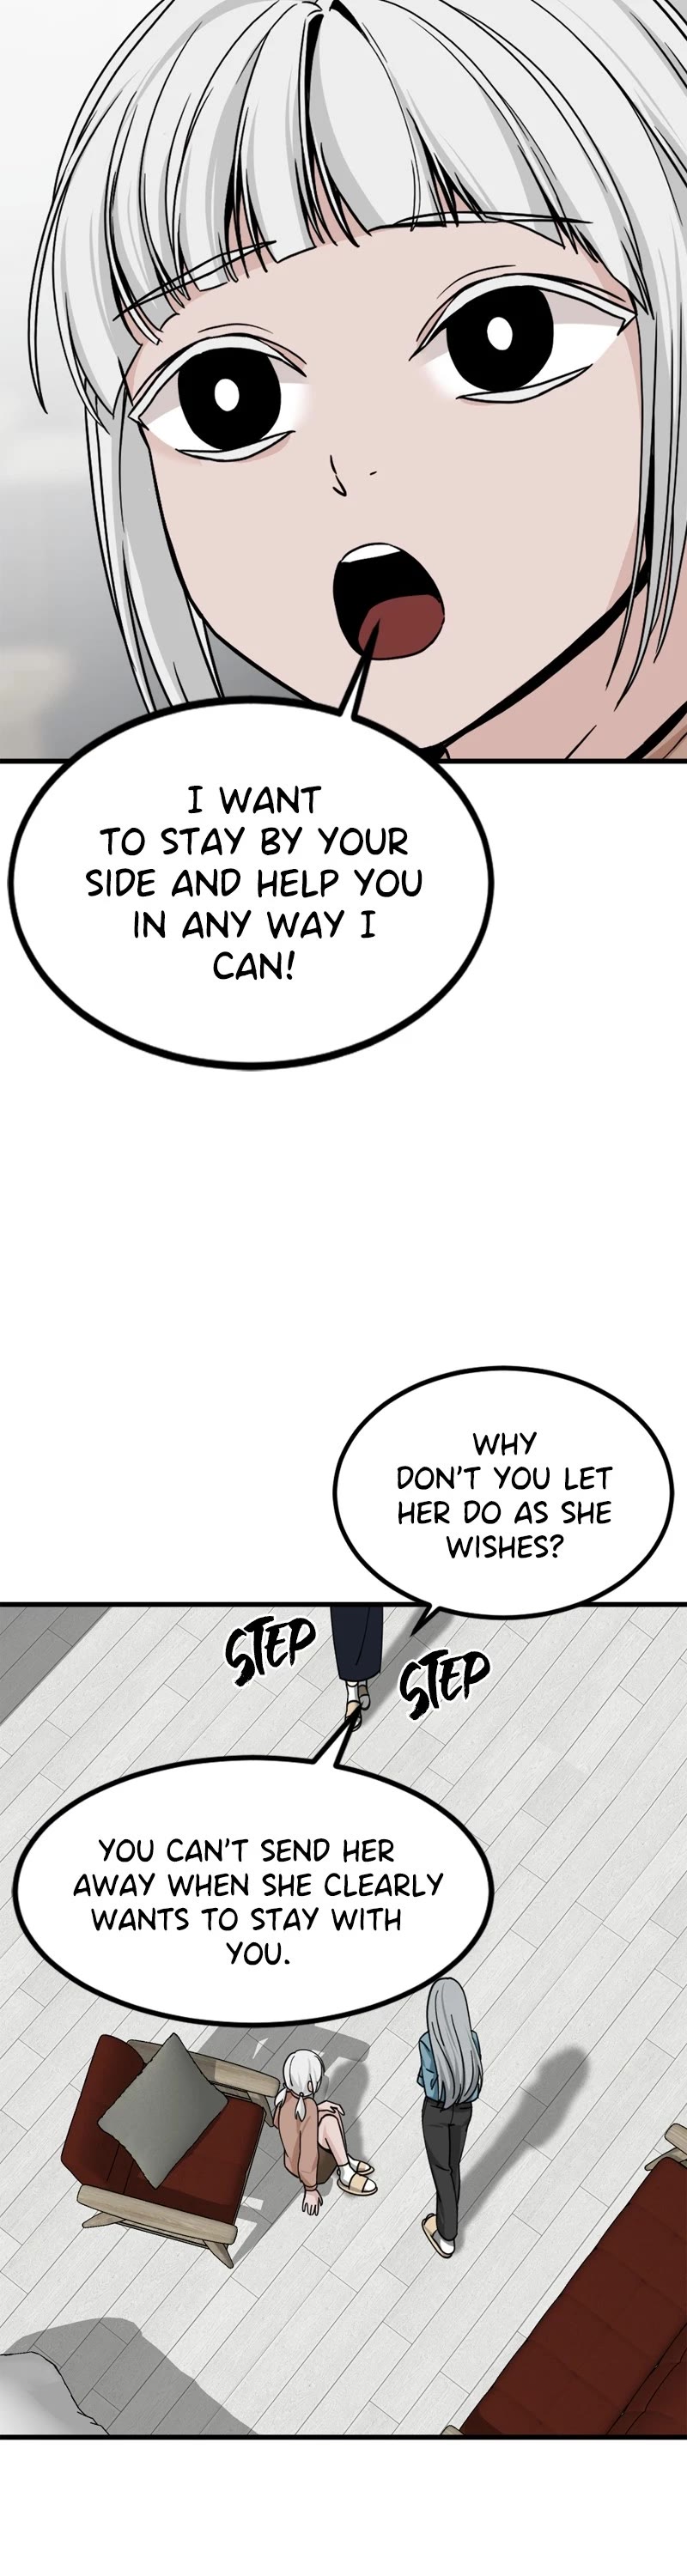 I WANT
TO STAY BY YOUR
SIDE AND HELP YOU
IN ANY WAY I
CAN!
WHY
DON'T YOU LET
HER DO AS SHE
WISHES?
STEP
STEP
YOU CAN'T SEND HER
AWAY WHEN SHE CLEARLY
WANTS TO STAY WITH
YOU.